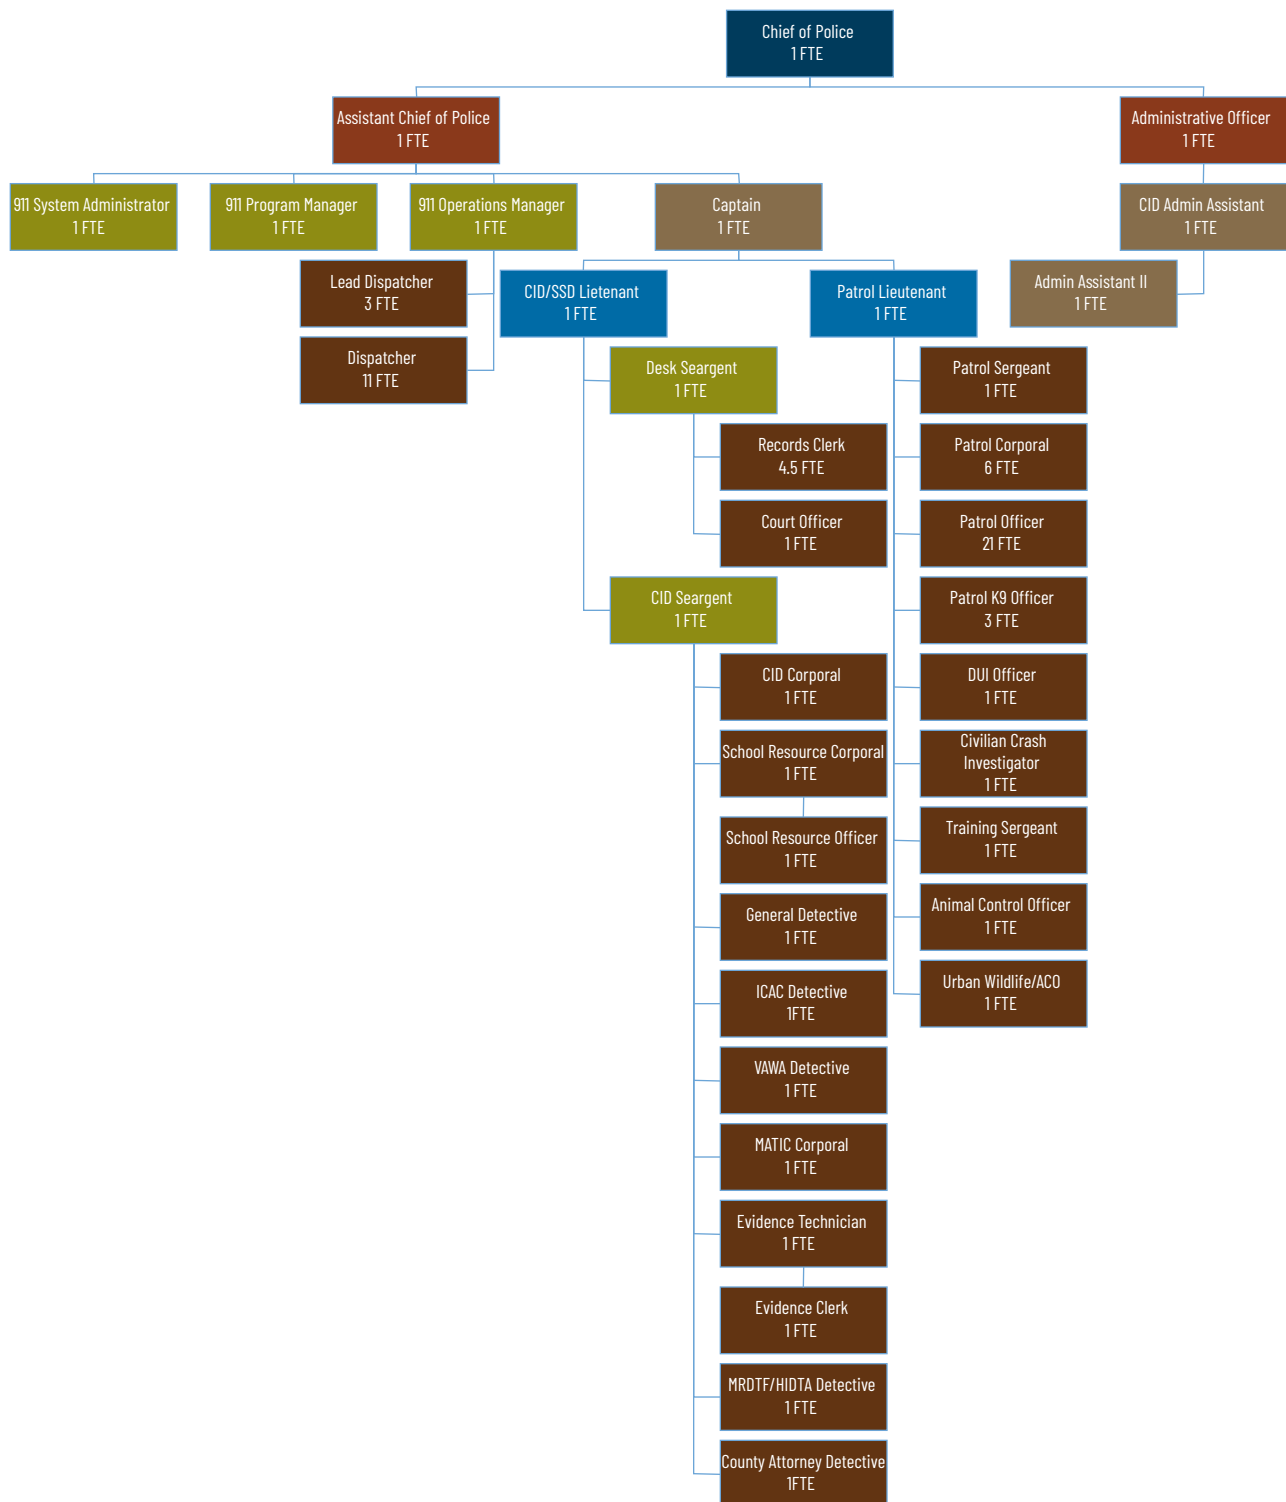 Chief of Police
1 FTE
Assistant Chief of Police
1 FTE
Administrative Officer
1 FTE
911 System Administrator
1 FTE
911 Program Manager
1 FTE
911 Operations Manager
1 FTE
Captain
1 FTE
CID Admin Assistant
1 FTE
Lead Dispatcher
3 FTE
Dispatcher
11 FTE
CID/SSD Lietenant
1 FTE
Patrol Lieutenant
1 FTE
Admin Assistant II
1 FTE
Desk Seargent
1 FTE
Records Clerk
4.5 FTE
Court Officer
1 FTE
CID Seargent
1 FTE
CID Corporal
1 FTE
School Resource Corporal
1 FTE
School Resource Officer
1 FTE
General Detective
1 FTE
ICAC Detective
1FTE
VAWA Detective
1 FTE
MATIC Corporal
1 FTE
Evidence Technician
1 FTE
Evidence Clerk
1 FTE
MRDTF/HIDTA Detective
1 FTE
County Attorney Detective
1FTE
Patrol Sergeant
1 FTE
Patrol Corporal
6 FTE
Patrol Officer
21 FTE
Patrol K9 Officer
3 FTE
DUI Officer
1 FTE
Civilian Crash
Investigator
1 FTE
Training Sergeant
1 FTE
Animal Control Officer
1 FTE
Urban Wildlife/ACO
1 FTE